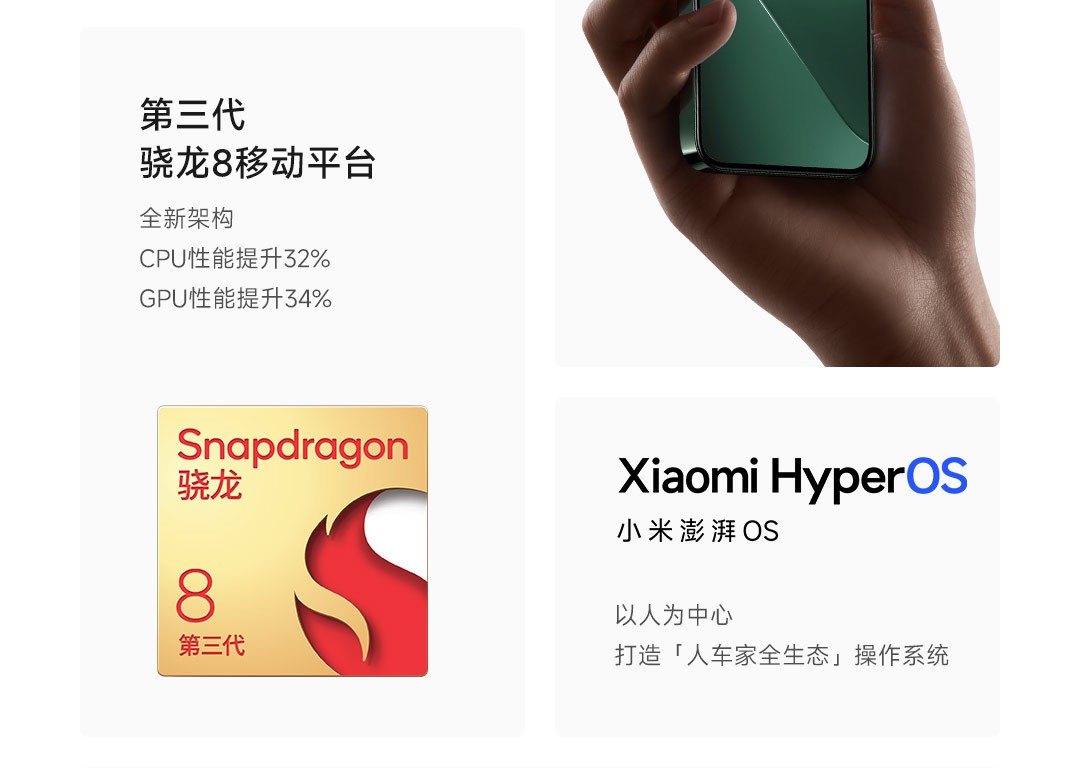 第三代
骁龙8移动平台
全新架构
CPU性能提升32%
GPU性能提升34%
Snapdragon
骁龙
8
第三代
Xiaomi HyperOS
小米澎湃OS
以人为中心
打造「人车家全生态」操作系统